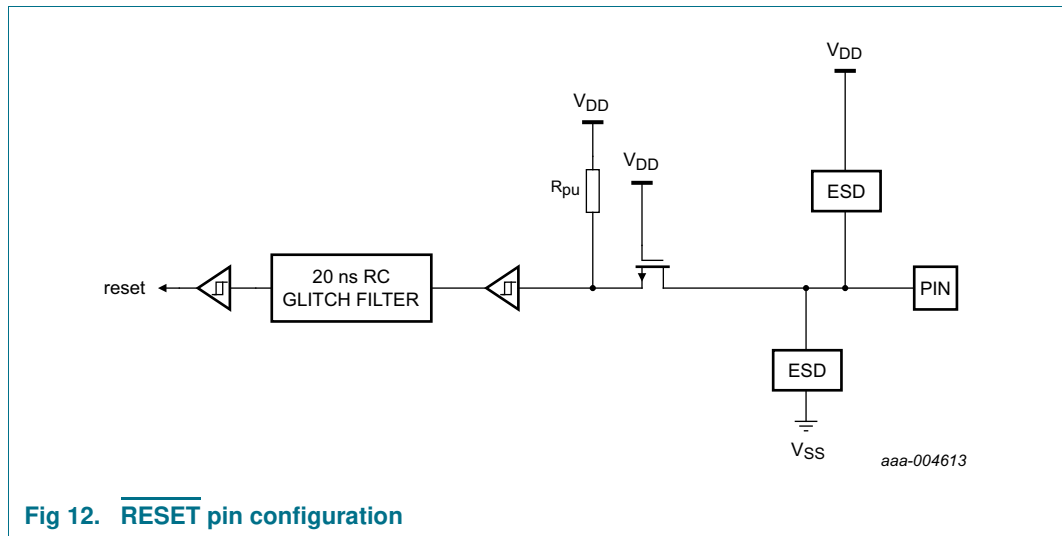 VDD
VDD
VDD
Rpu
ESD
reset
20 ns RC
GLITCH FILTER
PIN
ESD
VSS
aaa-004613
Fig 12. RESET pin configuration